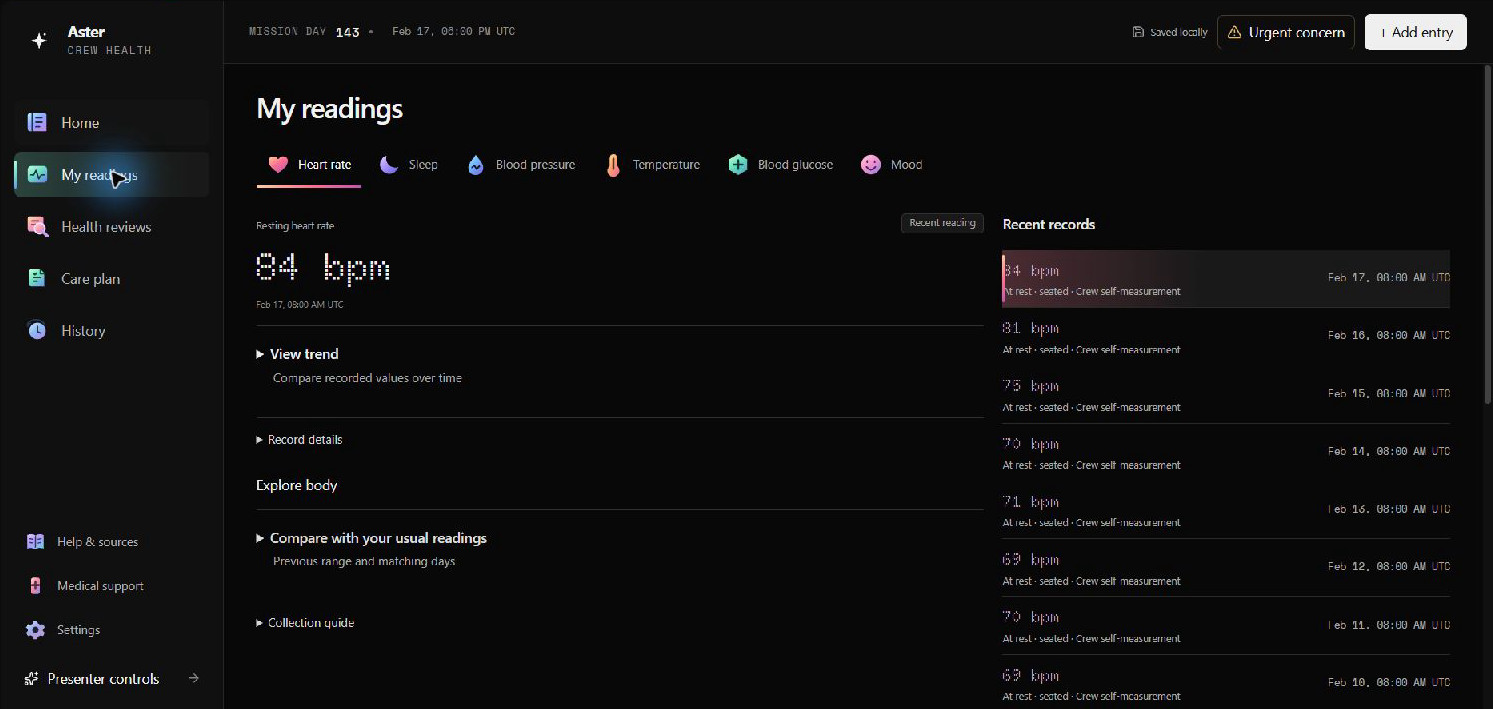 Aster
CREW HEALTH
MISSION DAY 143 • Feb 17, 06:00 PM UTC
Saved locally
Urgent concern
+ Add entry
Home
My readings
Health reviews
Care plan
History
Help & sources
Medical support
Settings
Presenter controls →
My readings
Heart rate
Sleep
Blood pressure
Temperature
Blood glucose
Mood
Resting heart rate
Recent reading
84 bpm
Feb 17, 08:00 AM UTC
View trend
Compare recorded values over time
Record details
Explore body
Compare with your usual readings
Previous range and matching days
Collection guide
Recent records
84 bpm
At rest · seated · Crew self-measurement
Feb 17, 08:00 AM UTC
81 bpm
At rest · seated · Crew self-measurement
Feb 16, 08:00 AM UTC
75 bpm
At rest · seated · Crew self-measurement
Feb 15, 08:00 AM UTC
70 bpm
At rest · seated · Crew self-measurement
Feb 14, 08:00 AM UTC
71 bpm
At rest · seated · Crew self-measurement
Feb 13, 08:00 AM UTC
69 bpm
At rest · seated · Crew self-measurement
Feb 12, 08:00 AM UTC
70 bpm
At rest · seated · Crew self-measurement
Feb 11, 08:00 AM UTC
69 bpm
At rest · seated · Crew self-measurement
Feb 10, 08:00 AM UTC